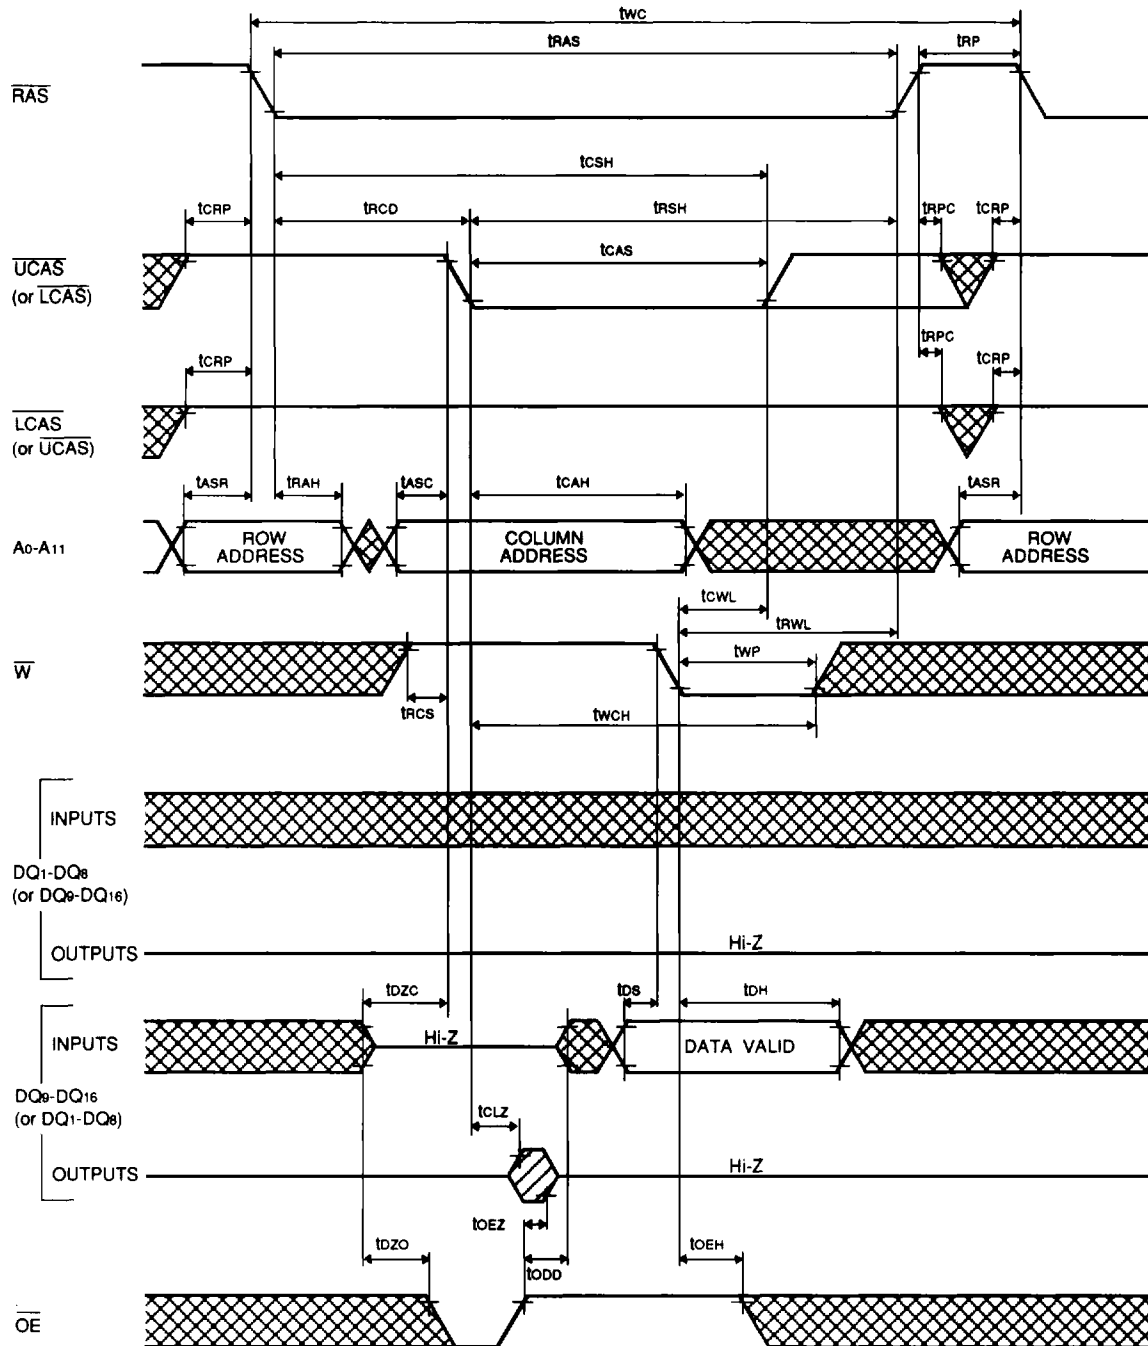 tWC
tRAS tRP
RAS
tCSH
tCRP tRCD tRSH tRPC tCRP
tCAS
UCAS
(or LCAS)
tRPC
tCRP tCRP
LCAS
(or UCAS)
tASR tRAH tASC tCAH tASR
A0-A11 ROW ADDRESS COLUMN ADDRESS ROW ADDRESS
tCWL
tRWL
tWP
W
tRCS tWCH
INPUTS
DQ1-DQ8
(or DQ9-DQ16)
Hi-Z
OUTPUTS
tDZC tDS tDH
INPUTS Hi-Z DATA VALID
DQ9-DQ16
(or DQ1-DQ8)
tCLZ
OUTPUTS Hi-Z
tOEZ
tDZO tODD tOEH
OE